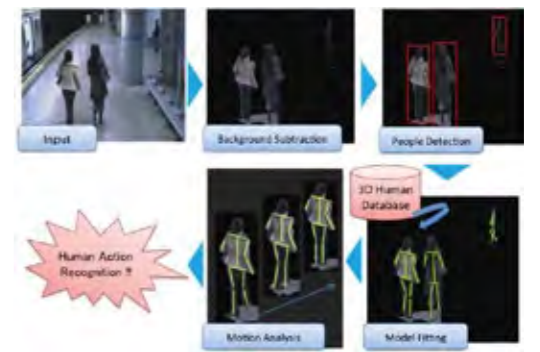 Input
Background Subtraction
People Detection
3D Human
Database
Human Action
Recognition !!
Motion Analysis
Model Fitting